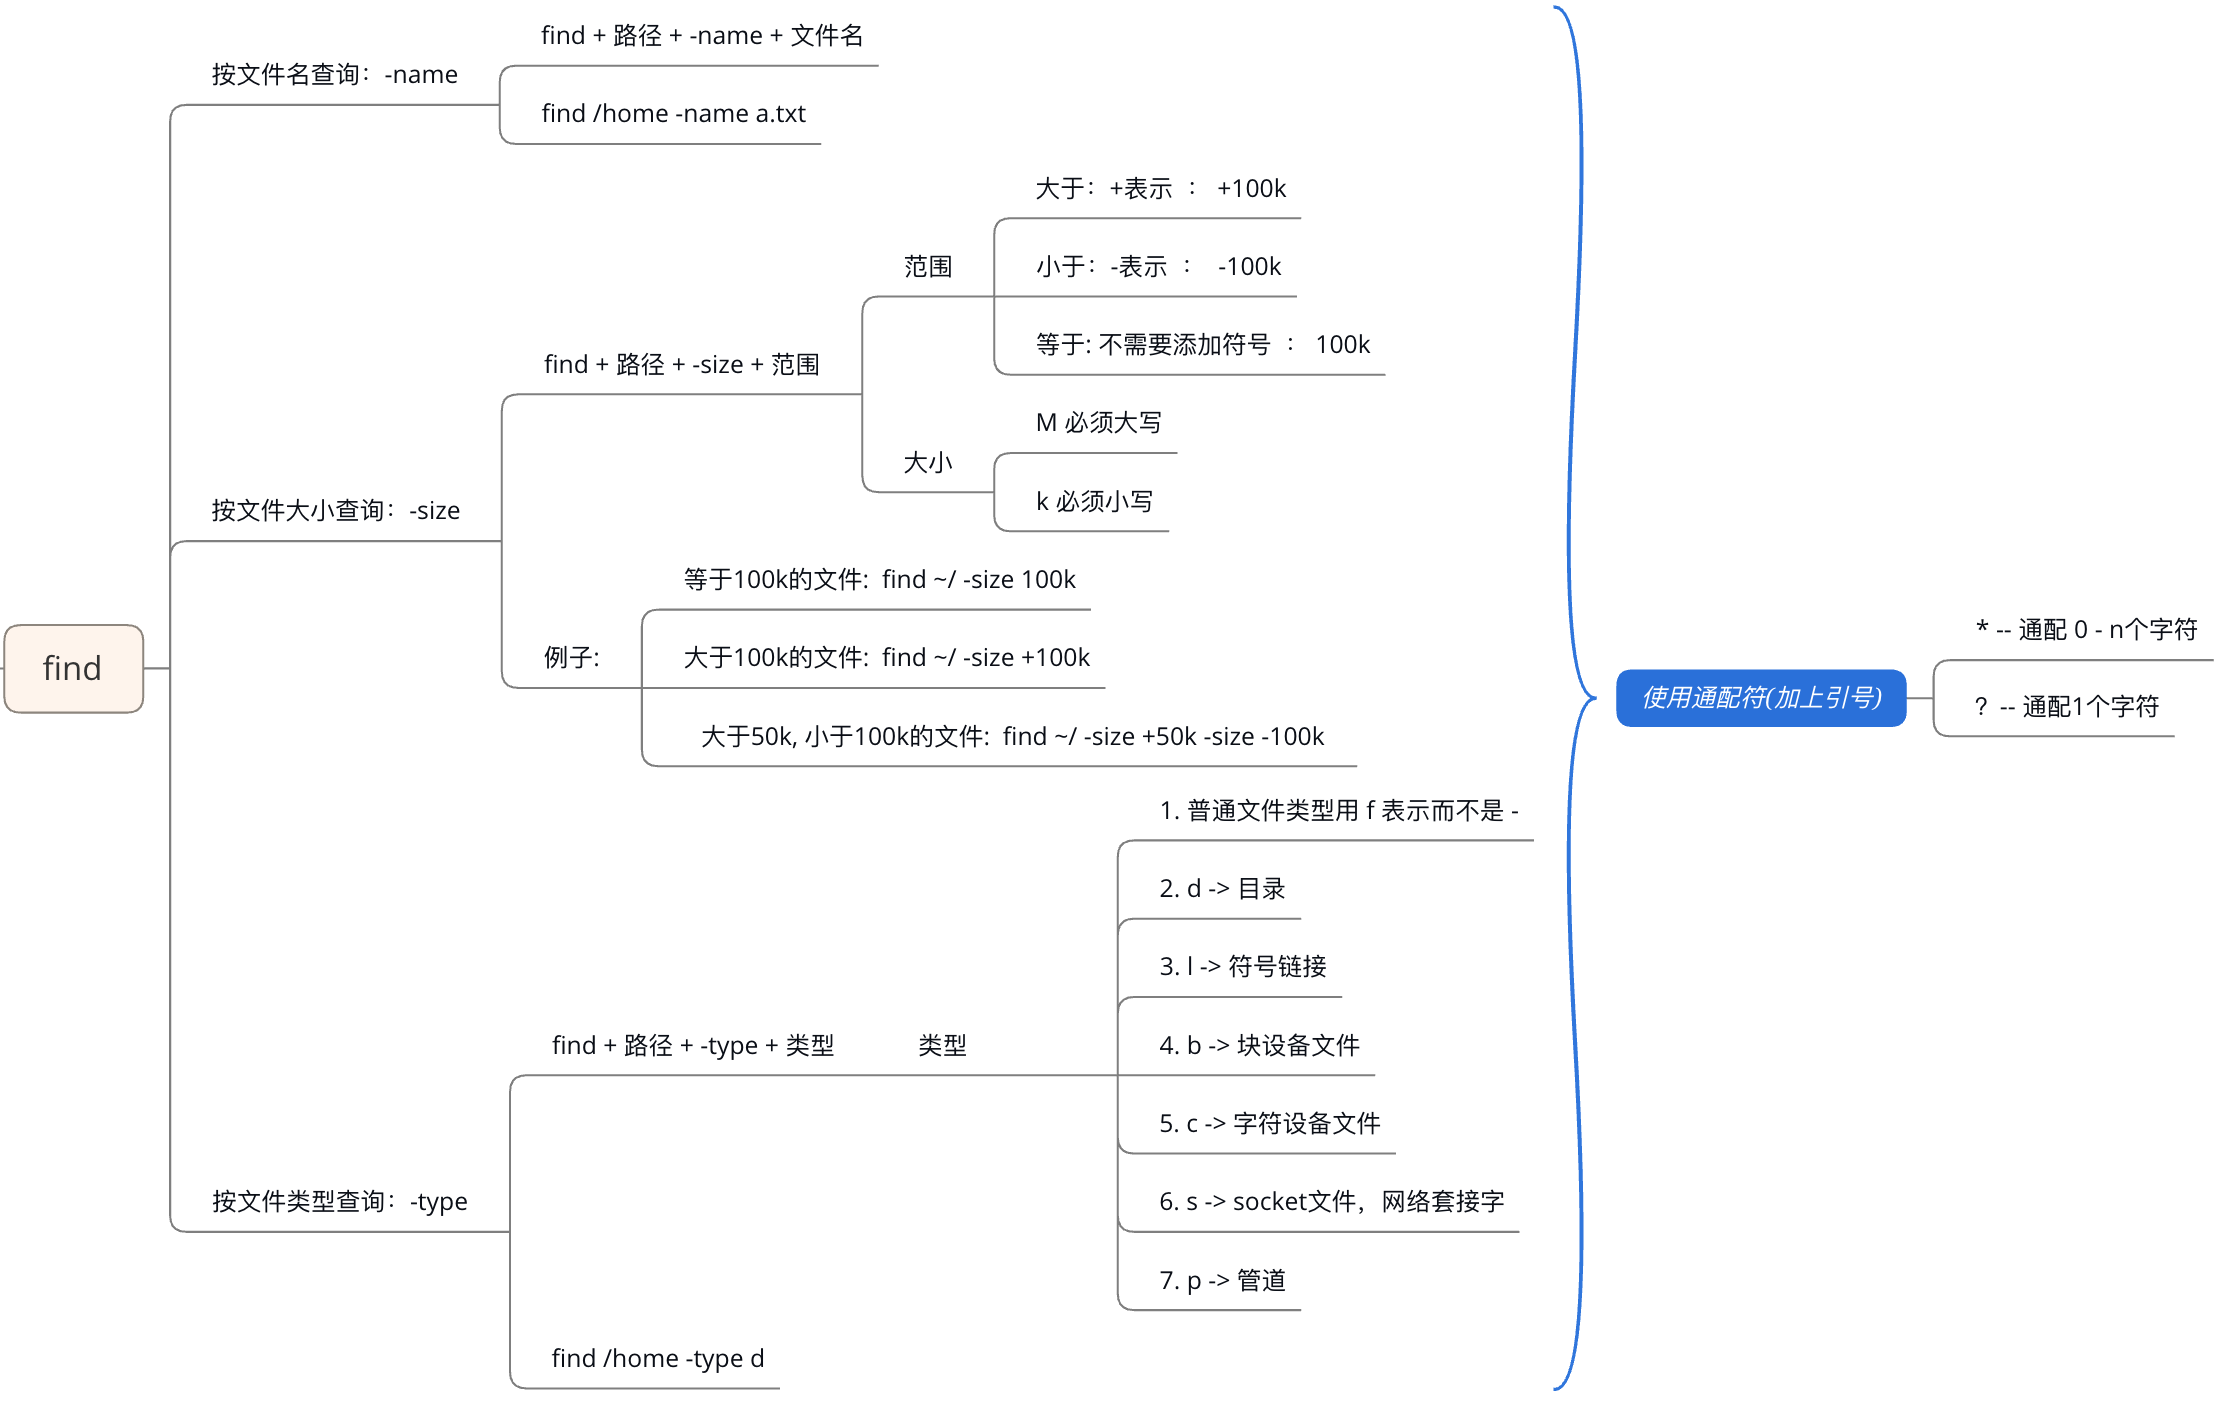 find
按文件名查询：-name
find + 路径 + -name + 文件名
find /home -name a.txt
按文件大小查询：-size
find + 路径 + -size + 范围
范围
大于：+表示 ： +100k
小于：-表示 ： -100k
等于: 不需要添加符号 ： 100k
大小
M 必须大写
k 必须小写
例子:
等于100k的文件: find ~/ -size 100k
大于100k的文件: find ~/ -size +100k
大于50k, 小于100k的文件: find ~/ -size +50k -size -100k
按文件类型查询：-type
find + 路径 + -type + 类型
类型
1. 普通文件类型用 f 表示而不是 -
2. d -> 目录
3. l -> 符号链接
4. b -> 块设备文件
5. c -> 字符设备文件
6. s -> socket文件，网络套接字
7. p -> 管道
find /home -type d
使用通配符(加上引号)
* -- 通配 0 - n个字符
？-- 通配1个字符